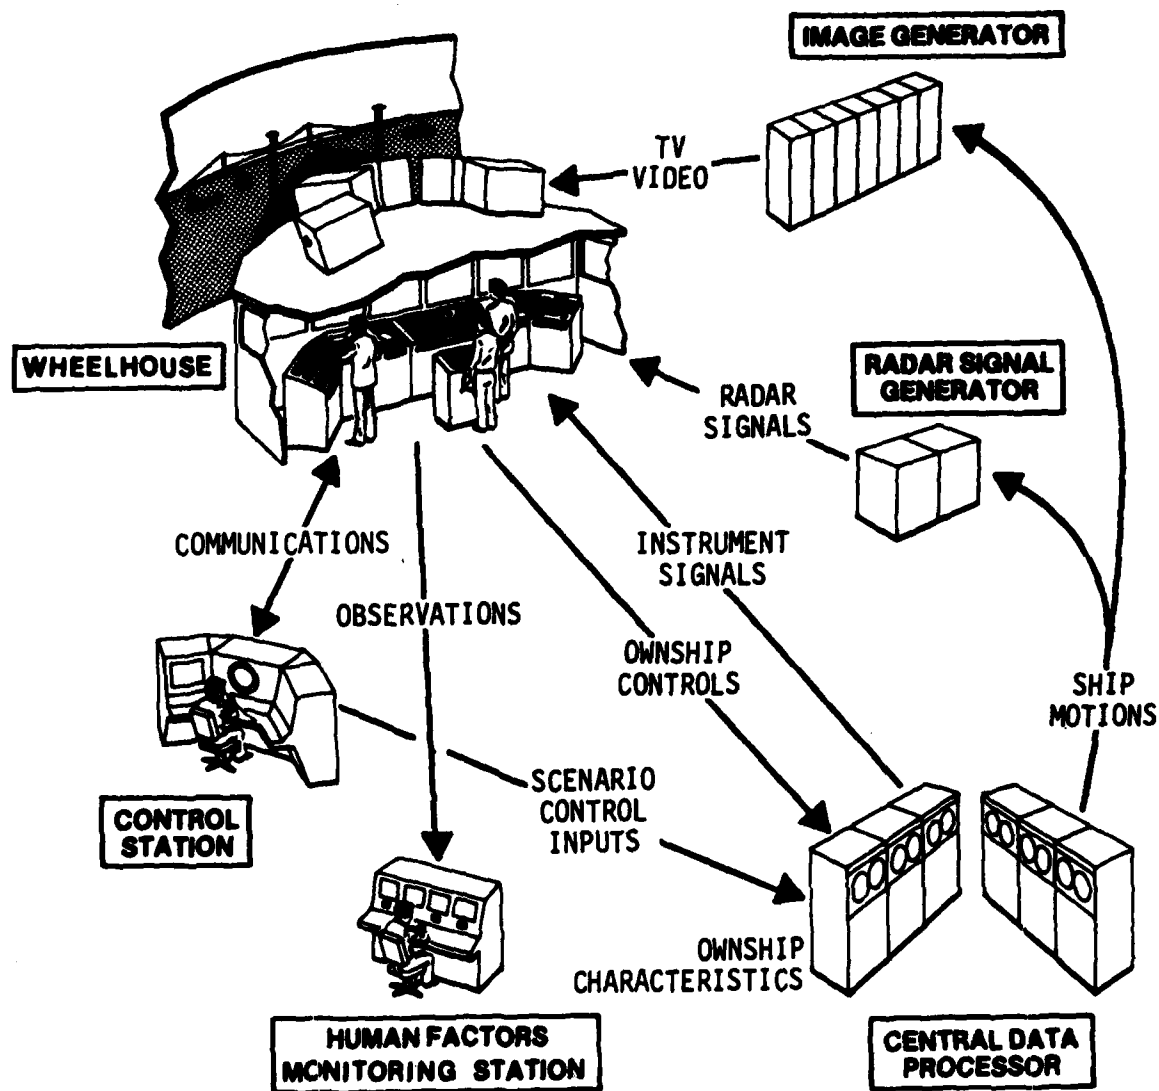 IMAGE GENERATOR
TV
VIDEO
WHEELHOUSE
RADAR SIGNAL
GENERATOR
RADAR
SIGNALS
COMMUNICATIONS
INSTRUMENT
SIGNALS
OBSERVATIONS
OWNSHIP
CONTROLS
SHIP
MOTIONS
SCENARIO
CONTROL
INPUTS
CONTROL
STATION
OWNSHIP
CHARACTERISTICS
HUMAN FACTORS
MONITORING STATION
CENTRAL DATA
PROCESSOR